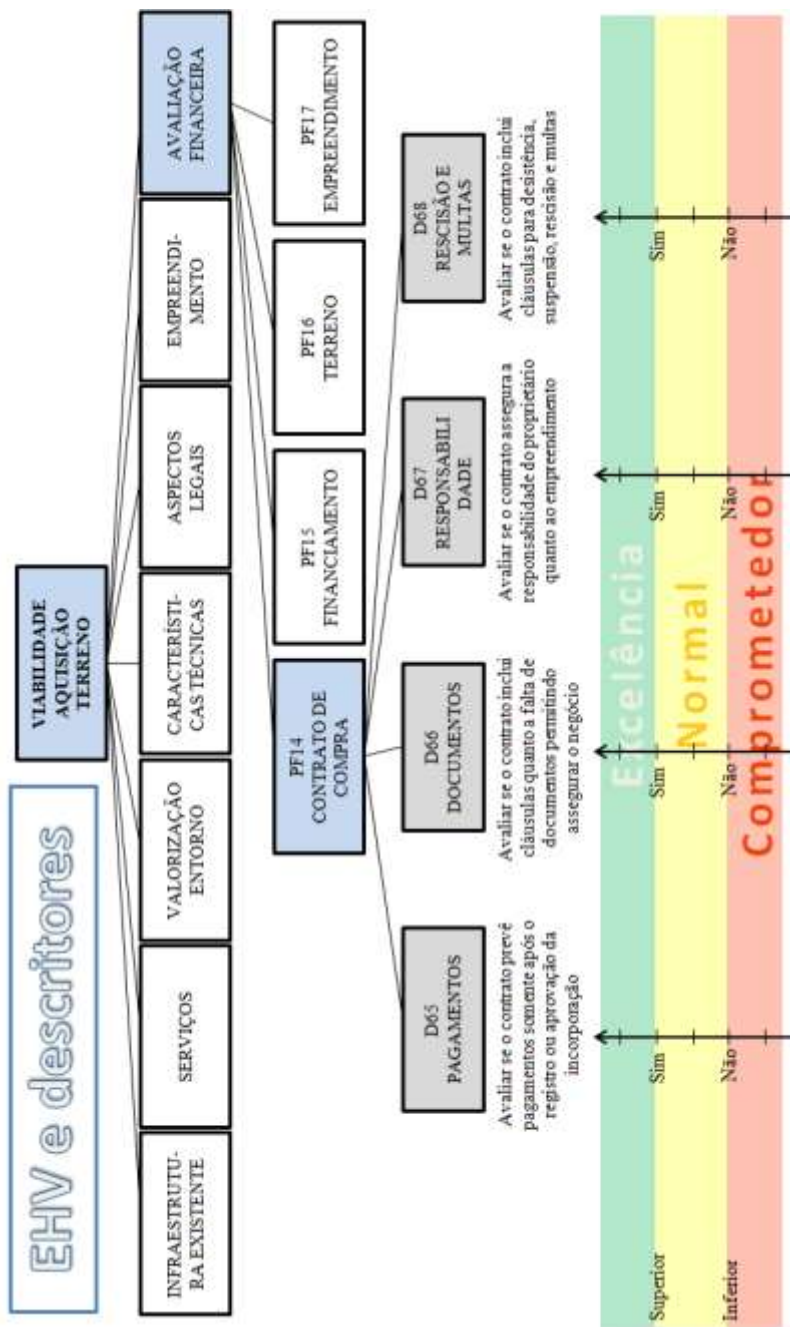 EHV e descritores
VIABILIDADE
AQUISIÇÃO
TERRENO
INFRAESTRUTU-
RA EXISTENTE
SERVIÇOS
VALORIZAÇÃO
ENTORNO
CARACTERÍSTI-
CAS TÉCNICAS
ASPECTOS
LEGAIS
EMPREENDI-
MENTO
AVALIAÇÃO
FINANCEIRA
PF14
CONTRATO DE
COMPRA
PF15
FINANCIAMENTO
PF16
TERRENO
PF17
EMPREENDIMENTO
D65
PAGAMENTOS
D66
DOCUMENTOS
D67
RESPONSABILI
DADE
D68
RESCISÃO E
MULTAS
Avaliar se o contrato prevê
pagamentos somente após o
registro ou aprovação da
incorporação
Avaliar se o contrato inclui
cláusulas quanto a falta de
documentos permitindo
assegurar o negócio
Avaliar se o contrato assegura a
responsabilidade do proprietário
quanto ao empreendimento
Avaliar se o contrato inclui
cláusulas para desistência,
suspensão, rescisão e multas
Excelência
Superior
Sim
Sim
Sim
Sim
Normal
Inferior
Não
Não
Não
Não
Comprometedor